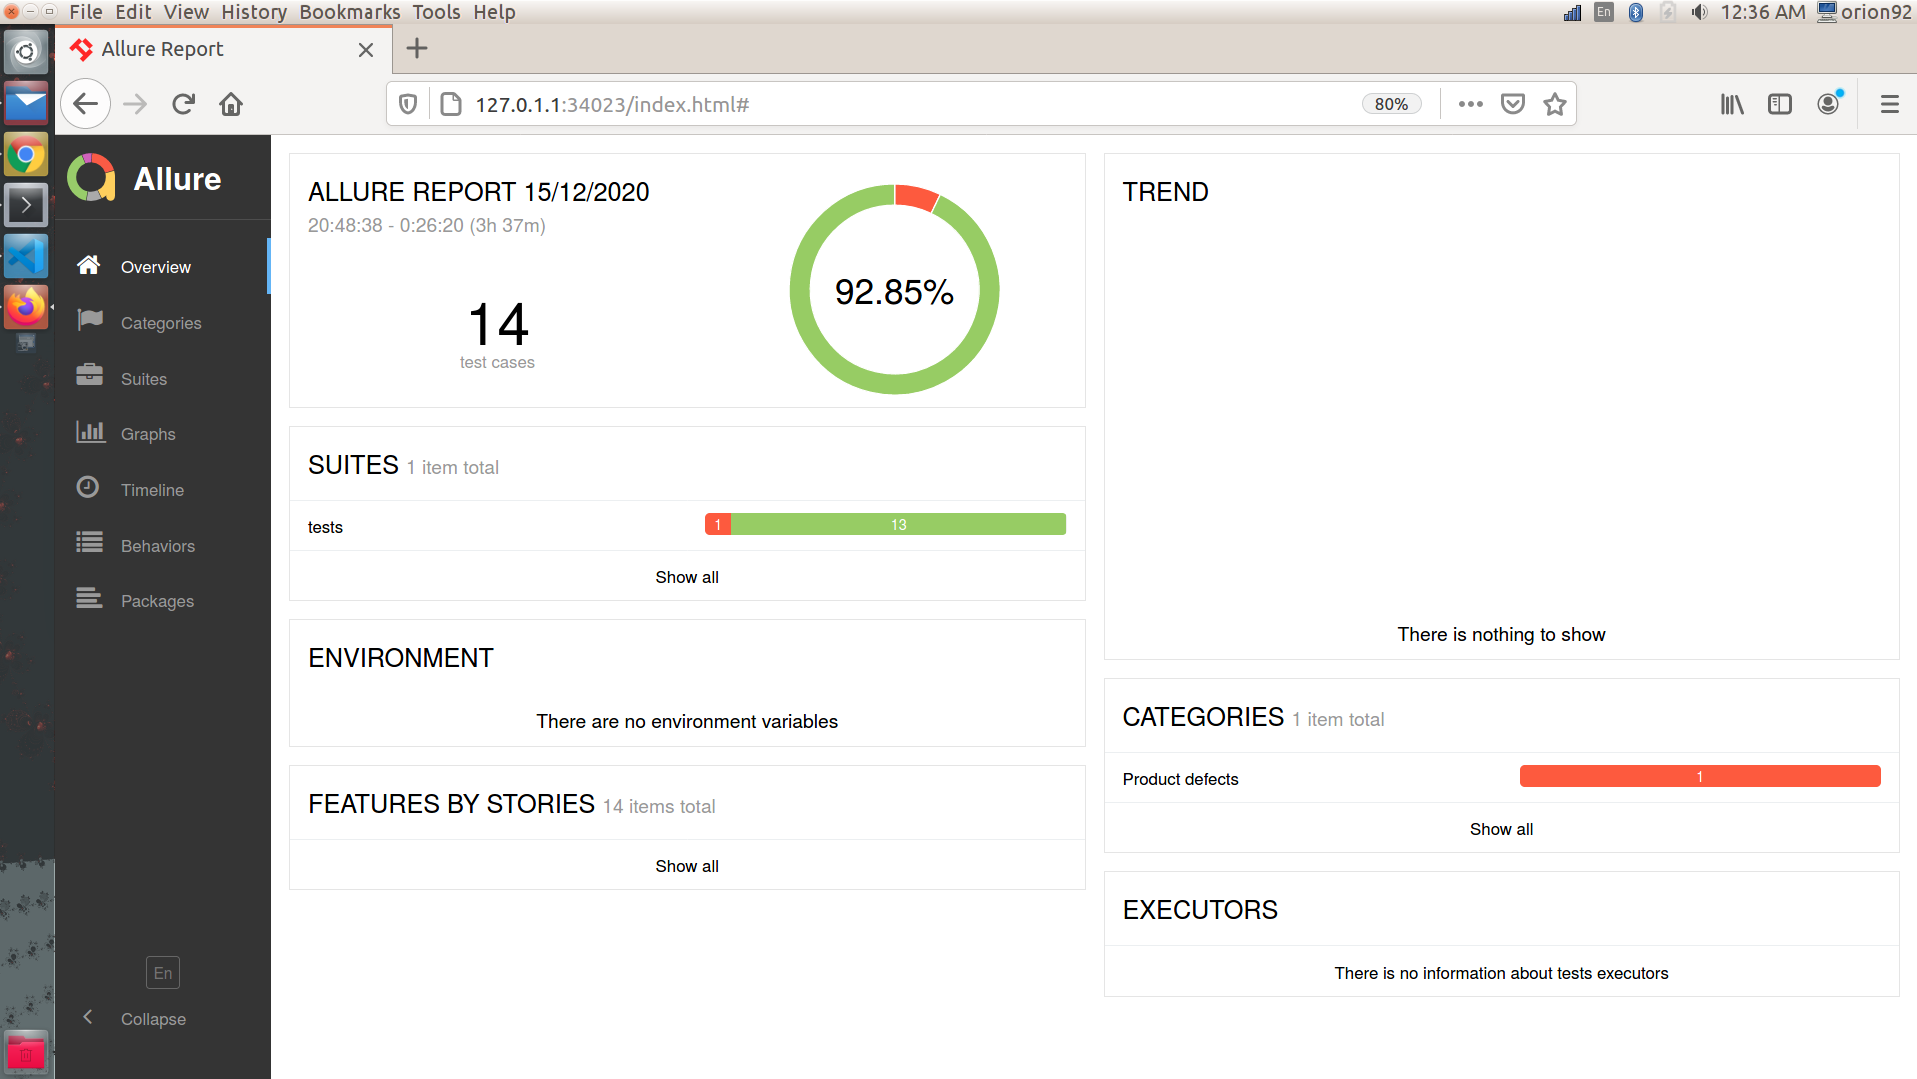 File Edit View History Bookmarks Tools Help
En
12:36 AM
orion92
Allure Report
127.0.1.1:34023/index.html#
80%
Allure
Overview
Categories
Suites
Graphs
Timeline
Behaviors
Packages
En
Collapse
ALLURE REPORT 15/12/2020
20:48:38 - 0:26:20 (3h 37m)
14
test cases
92.85%
SUITES 1 item total
tests
1
13
Show all
ENVIRONMENT
There are no environment variables
FEATURES BY STORIES 14 items total
Show all
TREND
There is nothing to show
CATEGORIES 1 item total
Product defects
1
Show all
EXECUTORS
There is no information about tests executors